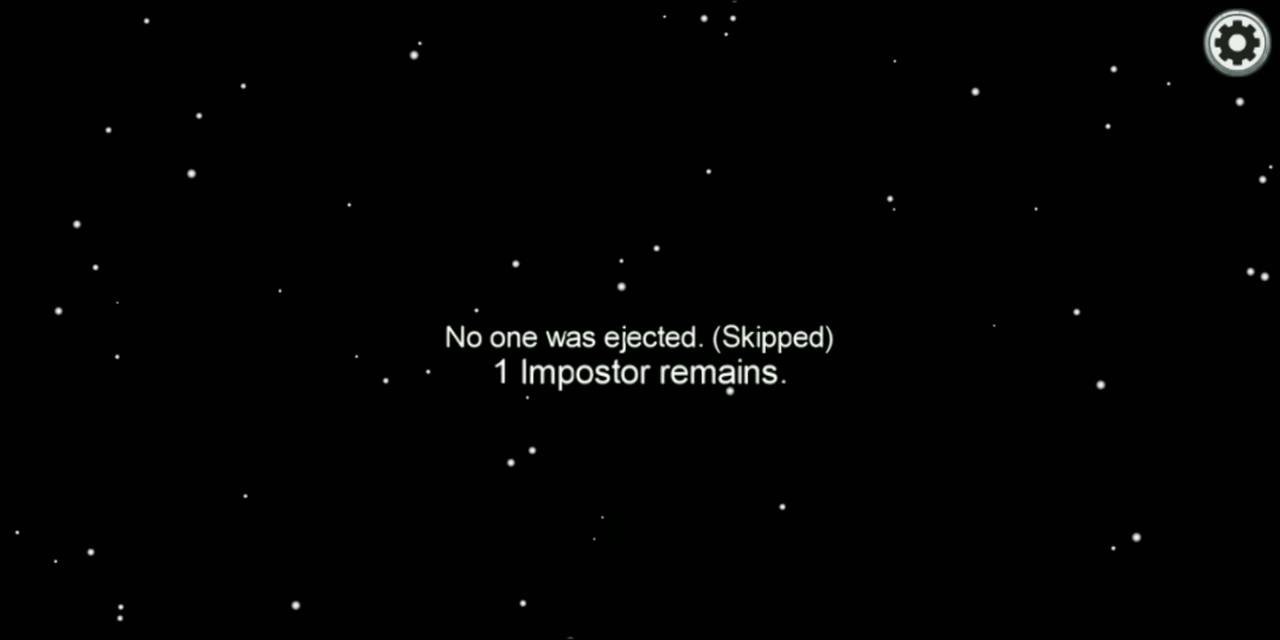 No one was ejected. (Skipped)
1 Impostor remains.